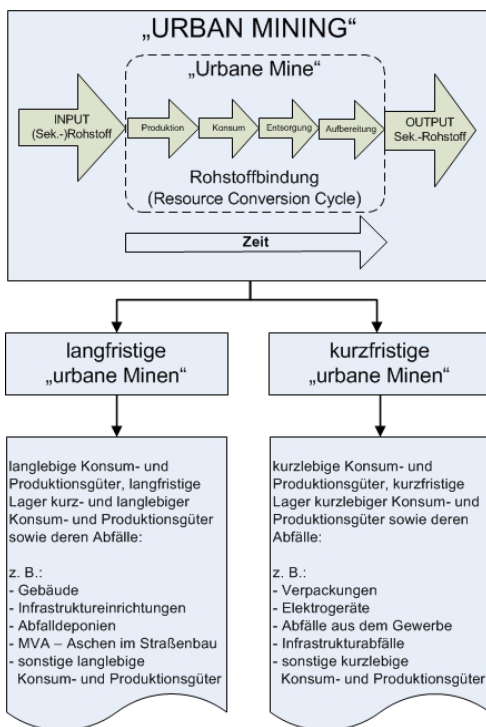 „URBAN MINING“
„Urbane Mine“
INPUT
(Sek.-)Rohstoff
Produktion
Konsum
Entsorgung
Aufbereitung
OUTPUT
Sek.-Rohstoff
Rohstoffbindung
(Resource Conversion Cycle)
Zeit
langfristige
„urbane Minen“
kurzfristige
„urbane Minen“
langlebige Konsum- und
Produktionsgüter, langfristige
Lager kurz- und langlebiger
Konsum- und Produktionsgüter
sowie deren Abfälle:
z. B.:
- Gebäude
- Infrastruktureinrichtungen
- Abfalldeponien
- MVA – Aschen im Straßenbau
- sonstige langlebige
Konsum- und Produktionsgüter
kurzlebige Konsum- und
Produktionsgüter, kurzfristige
Lager kurzlebiger Konsum- und
Produktionsgüter sowie deren
Abfälle:
z. B.:
- Verpackungen
- Elektrogeräte
- Abfälle aus dem Gewerbe
- Infrastrukturabfälle
- sonstige kurzlebige
Konsum- und Produktionsgüter